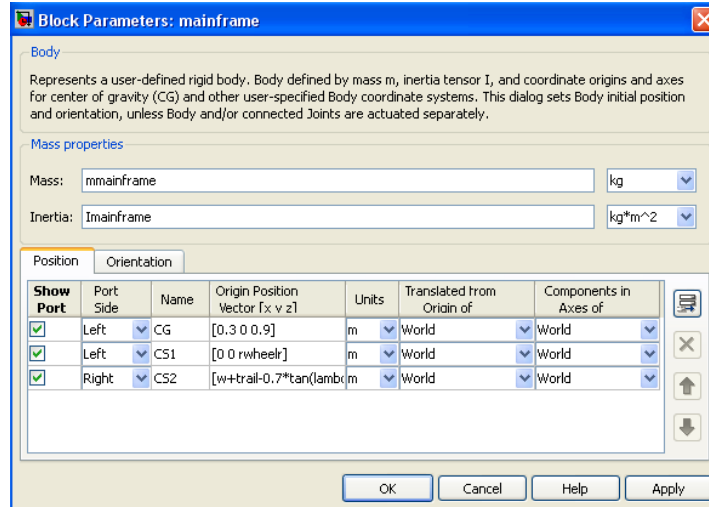 Block Parameters: mainframe
Body
Represents a user-defined rigid body. Body defined by mass m, inertia tensor I, and coordinate origins and axes
for center of gravity (CG) and other user-specified Body coordinate systems. This dialog sets Body initial position
and orientation, unless Body and/or connected Joints are actuated separately.
Mass properties
Mass: mmainframe kg
Inertia: Imainframe kg*m^2
Position Orientation
Show Port Port Side Name Origin Position Vector [x y z] Units Translated from Origin of Components in Axes of
Left CG [0.3 0 0.9] m World World
Left CS1 [0 0 rwheelr] m World World
Right CS2 [w+trail-0.7*tan(lambd m World World
OK Cancel Help Apply